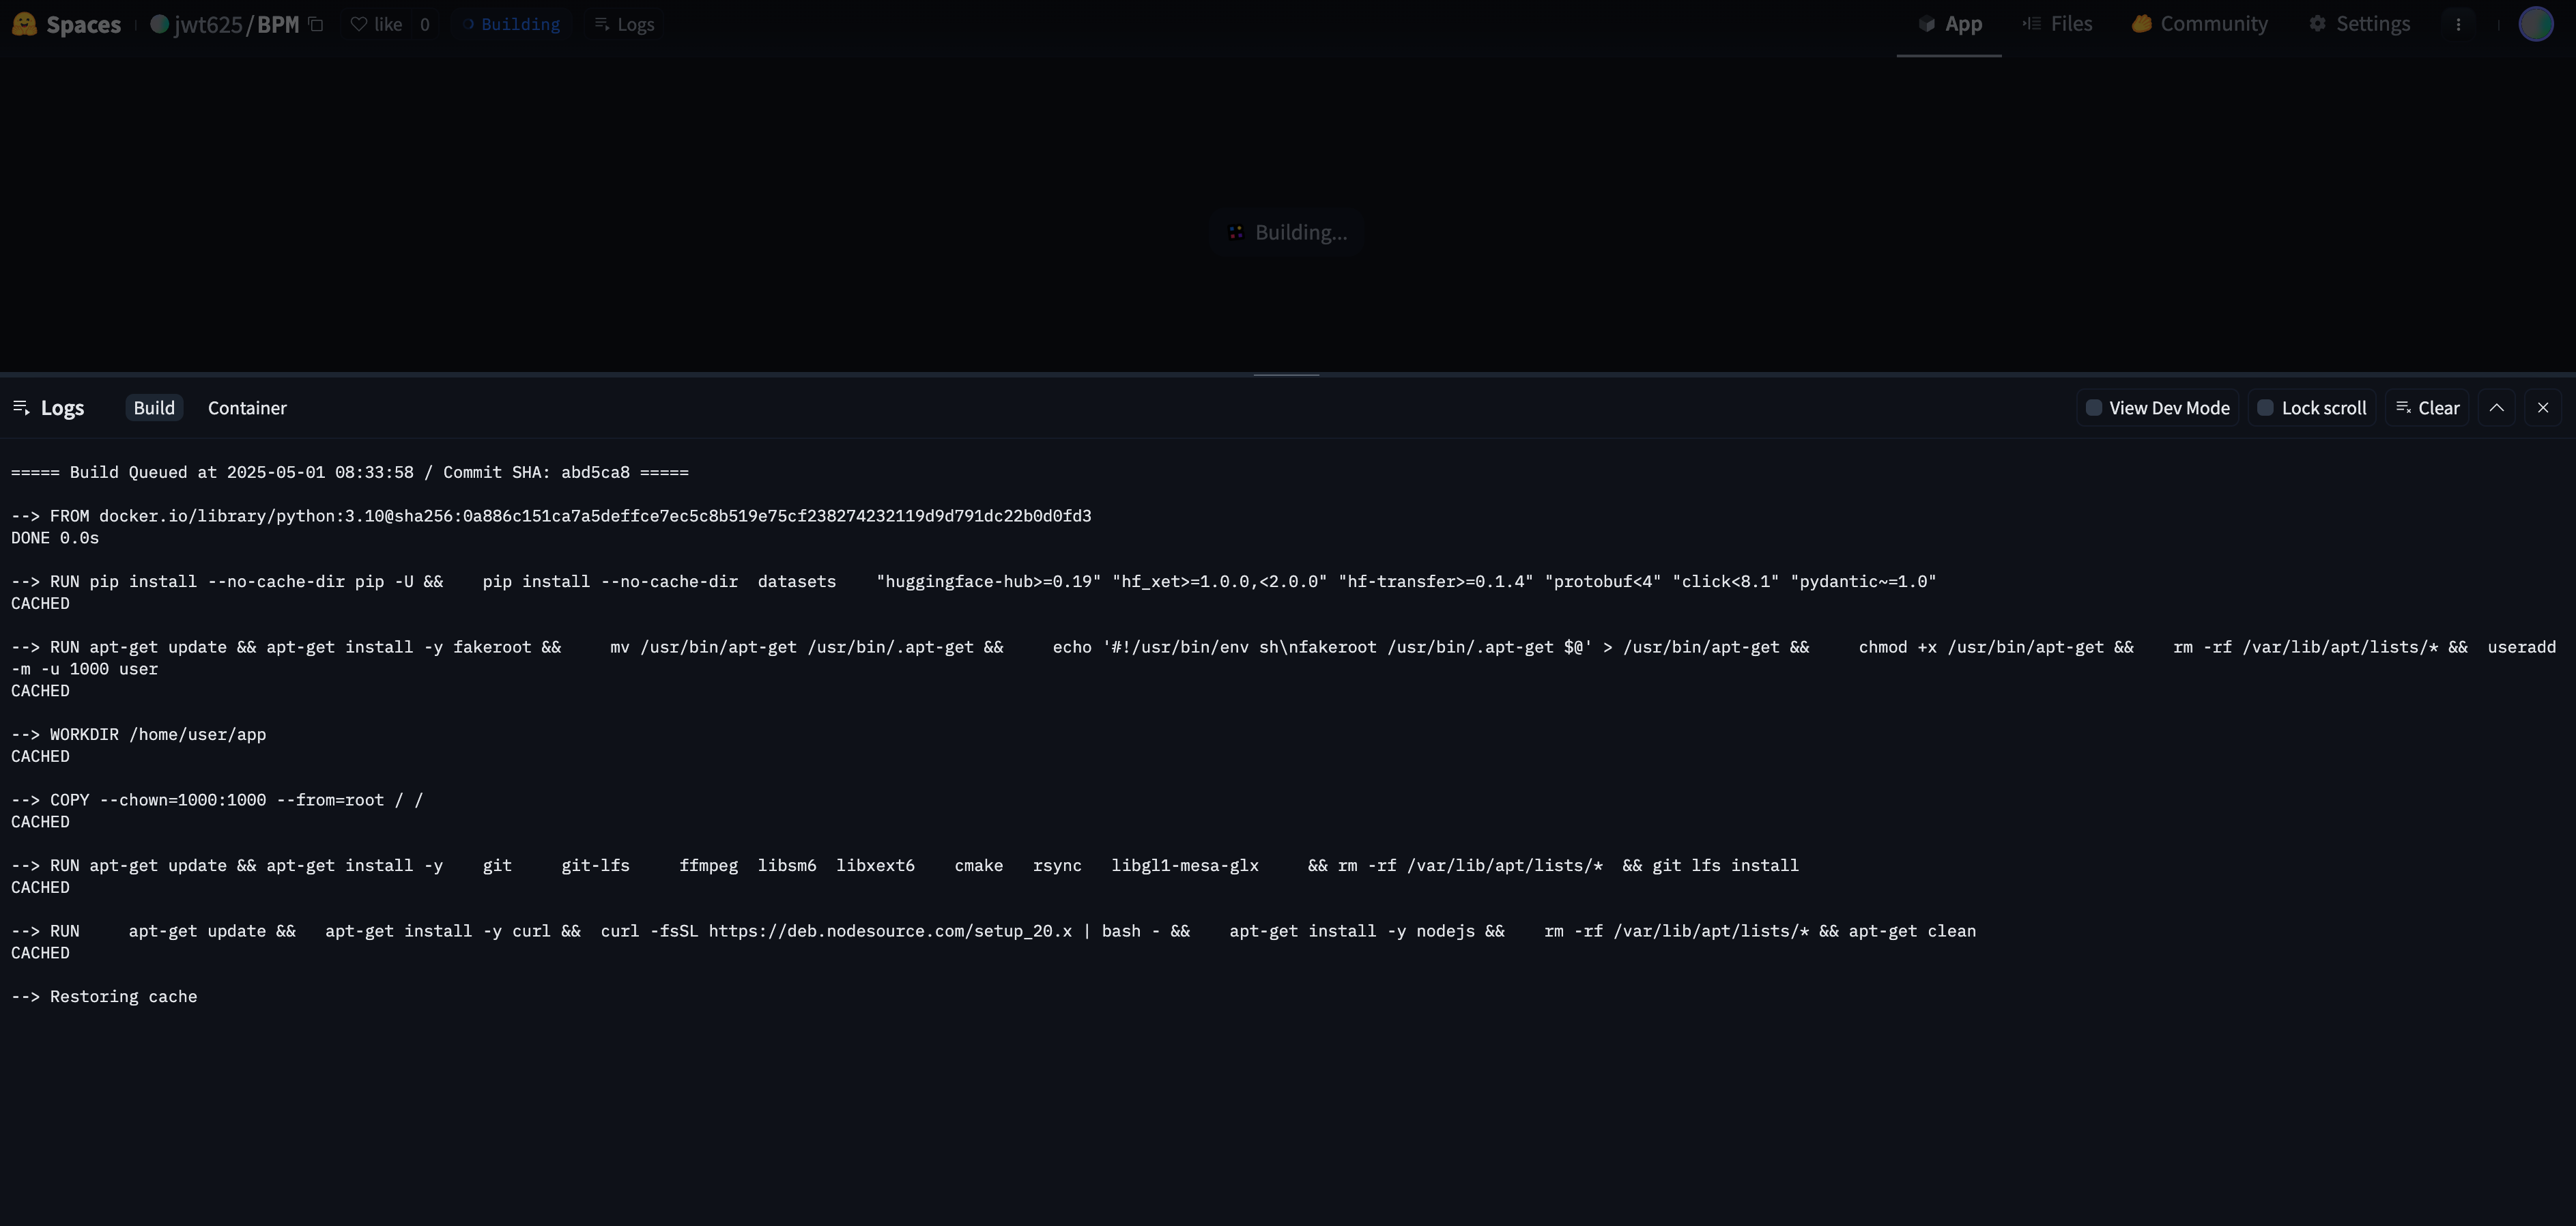 Spaces jwt625/BPM like 0 Building Logs App Files Community Settings
Building...
Logs Build Container View Dev Mode Lock scroll Clear
===== Build Queued at 2025-05-01 08:33:58 / Commit SHA: abd5ca8 =====
--> FROM docker.io/library/python:3.10@sha256:0a886c151ca7a5deffce7ec5c8b519e75cf238274232119d9d791dc22b0d0fd3
DONE 0.0s
--> RUN pip install --no-cache-dir pip -U && pip install --no-cache-dir datasets "huggingface-hub>=0.19" "hf_xet>=1.0.0,<2.0.0" "hf-transfer>=0.1.4" "protobuf<4" "click<8.1" "pydantic~=1.0"
CACHED
--> RUN apt-get update && apt-get install -y fakeroot && mv /usr/bin/apt-get /usr/bin/.apt-get && echo '#!/usr/bin/env sh\nfakeroot /usr/bin/.apt-get $@' > /usr/bin/apt-get && chmod +x /usr/bin/apt-get && rm -rf /var/lib/apt/lists/* && useradd
-m -u 1000 user
CACHED
--> WORKDIR /home/user/app
CACHED
--> COPY --chown=1000:1000 --from=root / /
CACHED
--> RUN apt-get update && apt-get install -y git git-lfs ffmpeg libsm6 libxext6 cmake rsync libgl1-mesa-glx && rm -rf /var/lib/apt/lists/* && git lfs install
CACHED
--> RUN apt-get update && apt-get install -y curl && curl -fsSL https://deb.nodesource.com/setup_20.x | bash - && apt-get install -y nodejs && rm -rf /var/lib/apt/lists/* && apt-get clean
CACHED
--> Restoring cache